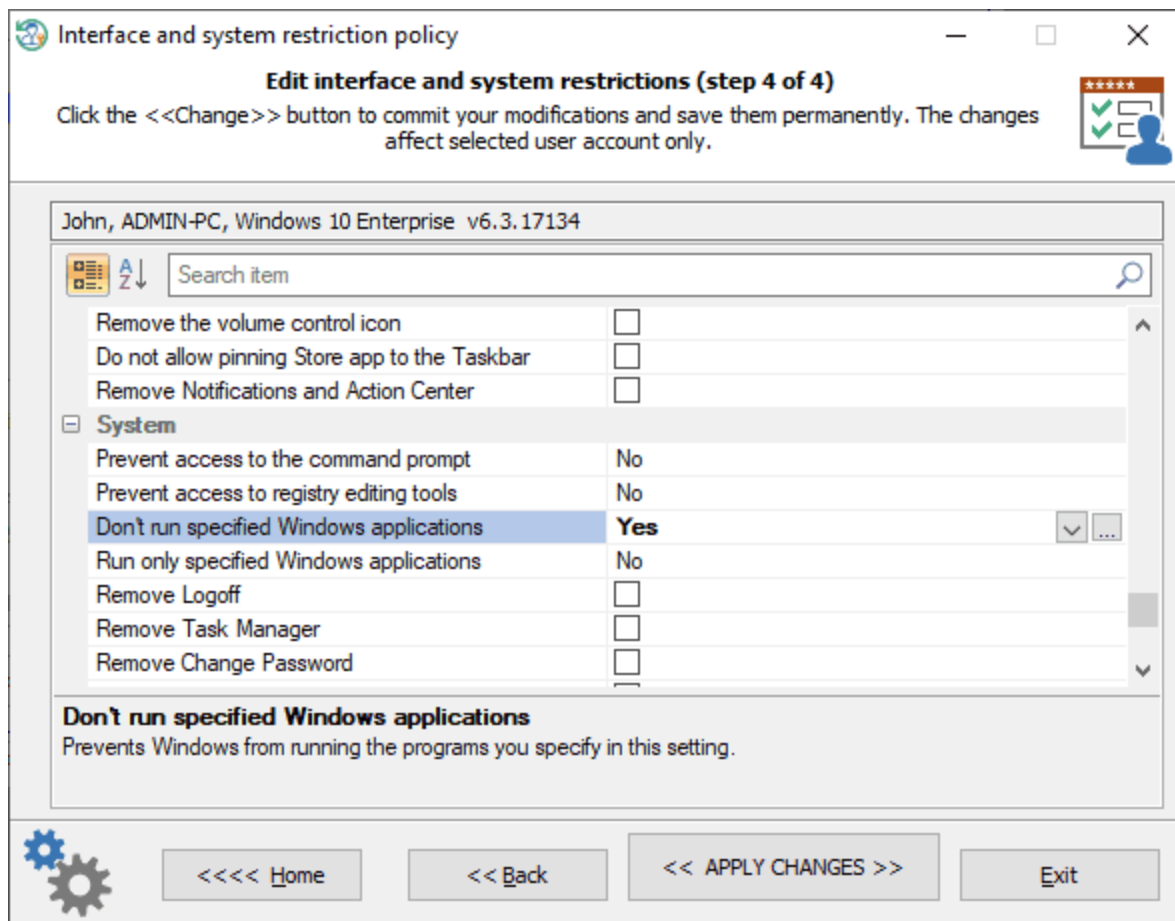 Interface and system restriction policy
Edit interface and system restrictions (step 4 of 4)
Click the <<Change>> button to commit your modifications and save them permanently. The changes
affect selected user account only.
*****
John, ADMIN-PC, Windows 10 Enterprise v6.3.17134
A
Z
Search item
Remove the volume control icon
Do not allow pinning Store app to the Taskbar
Remove Notifications and Action Center
System
Prevent access to the command prompt No
Prevent access to registry editing tools No
Don't run specified Windows applications Yes ...
Run only specified Windows applications No
Remove Logoff
Remove Task Manager
Remove Change Password
Don't run specified Windows applications
Prevents Windows from running the programs you specify in this setting.
<<<< Home << Back << APPLY CHANGES >> Exit